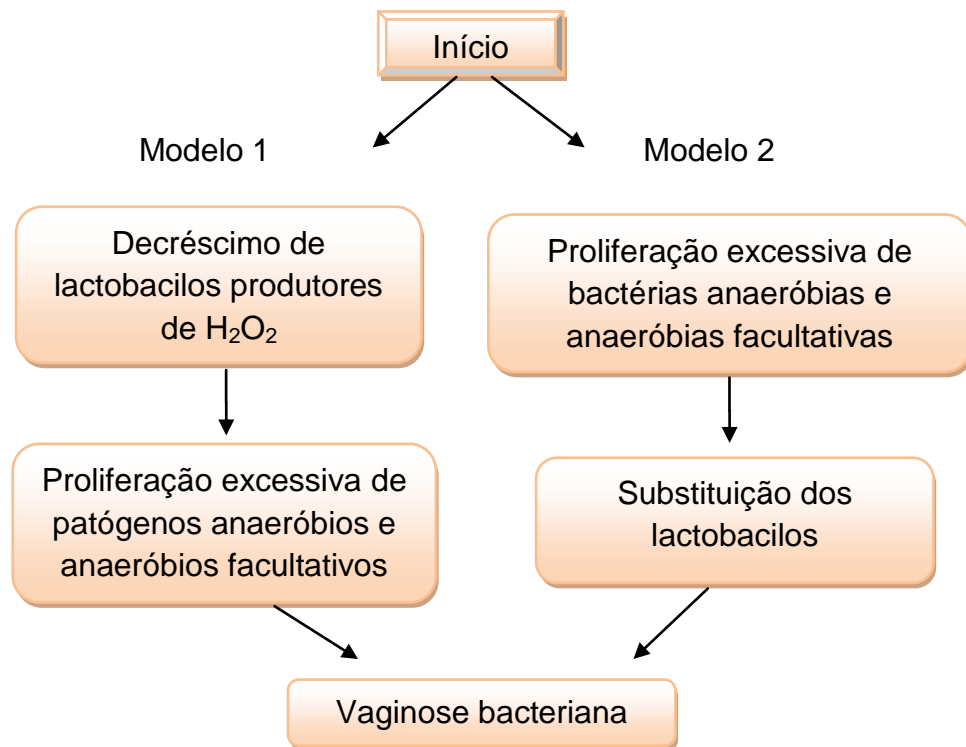 Início
Modelo 1
Modelo 2
Decréscimo de
lactobacilos produtores
de H₂O₂
Proliferação excessiva de
bactérias anaeróbias e
anaeróbias facultativas
Proliferação excessiva de
patógenos anaeróbios e
anaeróbios facultativos
Substituição dos
lactobacilos
Vaginose bacteriana